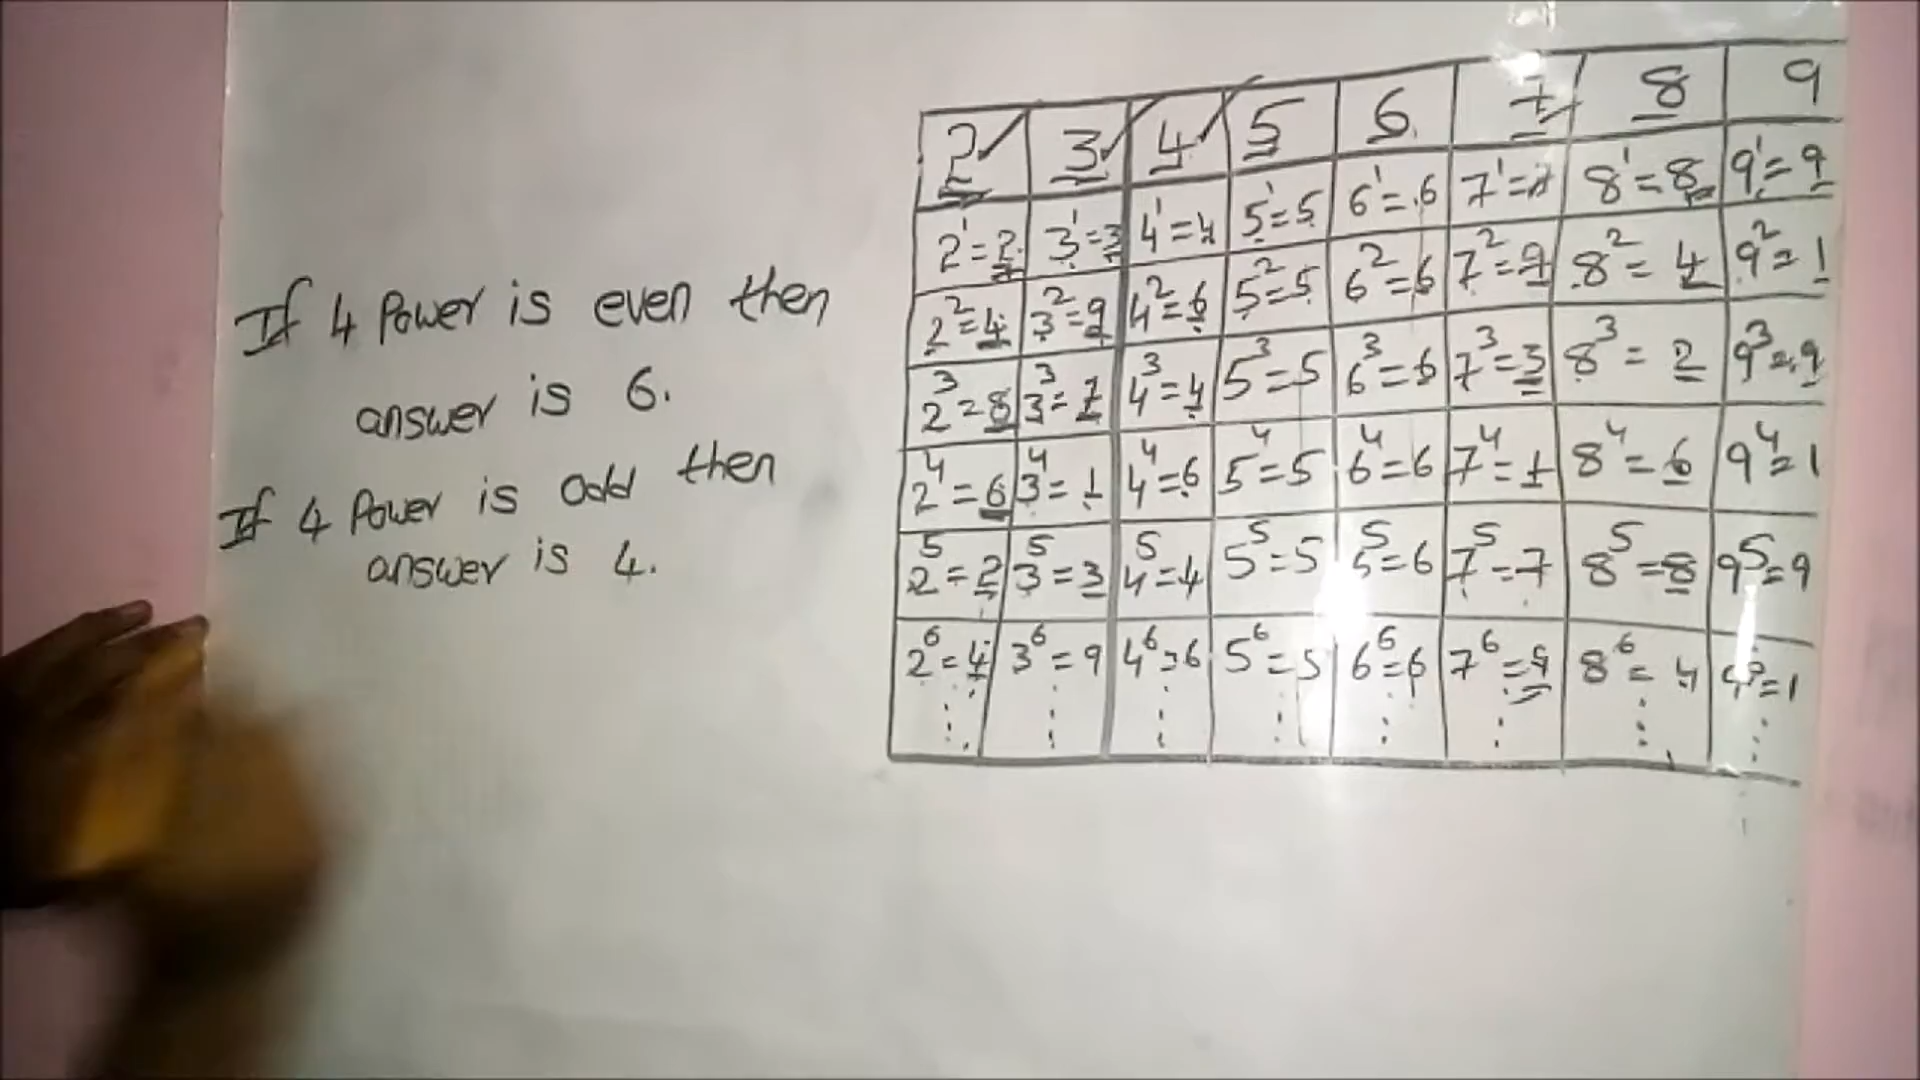 If 4 Power is even then
answer is 6.
If 4 Power is odd then
answer is 4.
2 3 4 5 6 7 8 9
2¹=2 3¹=3 4¹=4 5¹=5 6¹=6 7¹=7 8¹=8 9¹=9
2²=4 3²=9 4²=6 5²=5 6²=6 7²=9 8²=4 9²=1
2³=8 3³=7 4³=4 5³=5 6³=6 7³=3 8³=2 9³=9
2⁴=6 3⁴=1 4⁴=6 5⁴=5 6⁴=6 7⁴=1 8⁴=6 9⁴=1
2⁵=2 3⁵=3 4⁵=4 5⁵=5 5⁵=6 7⁵=7 8⁵=8 9⁵=9
2⁶=4 3⁶=9 4⁶=6 5⁶=5 6⁶=6 7⁶=9 8⁶=4 =1